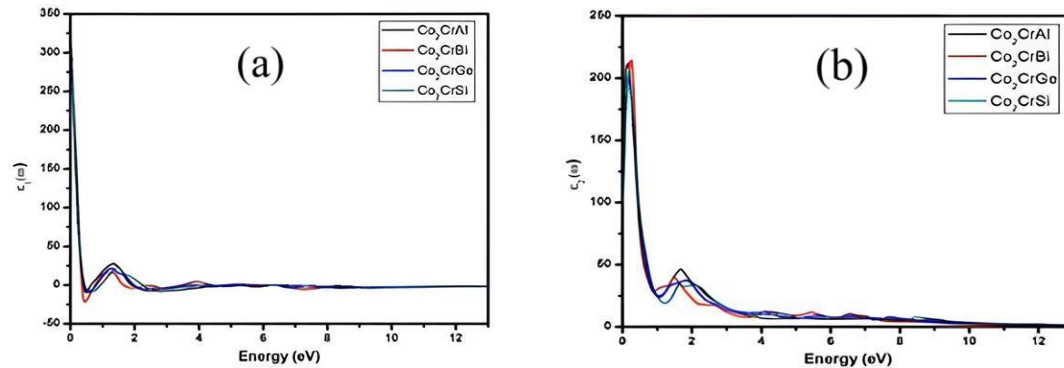 350
300
250
200
150
100
50
0
-50
0 2 4 6 8 10 12
Energy (eV)
ε₁(ω)
(a)
Co₂CrAl
Co₂CrBi
Co₂CrGe
Co₂CrSi
250
200
150
100
50
0
0 2 4 6 8 10 12
Energy (eV)
ε₂(ω)
(b)
Co₂CrAl
Co₂CrBi
Co₂CrGe
Co₂CrSi